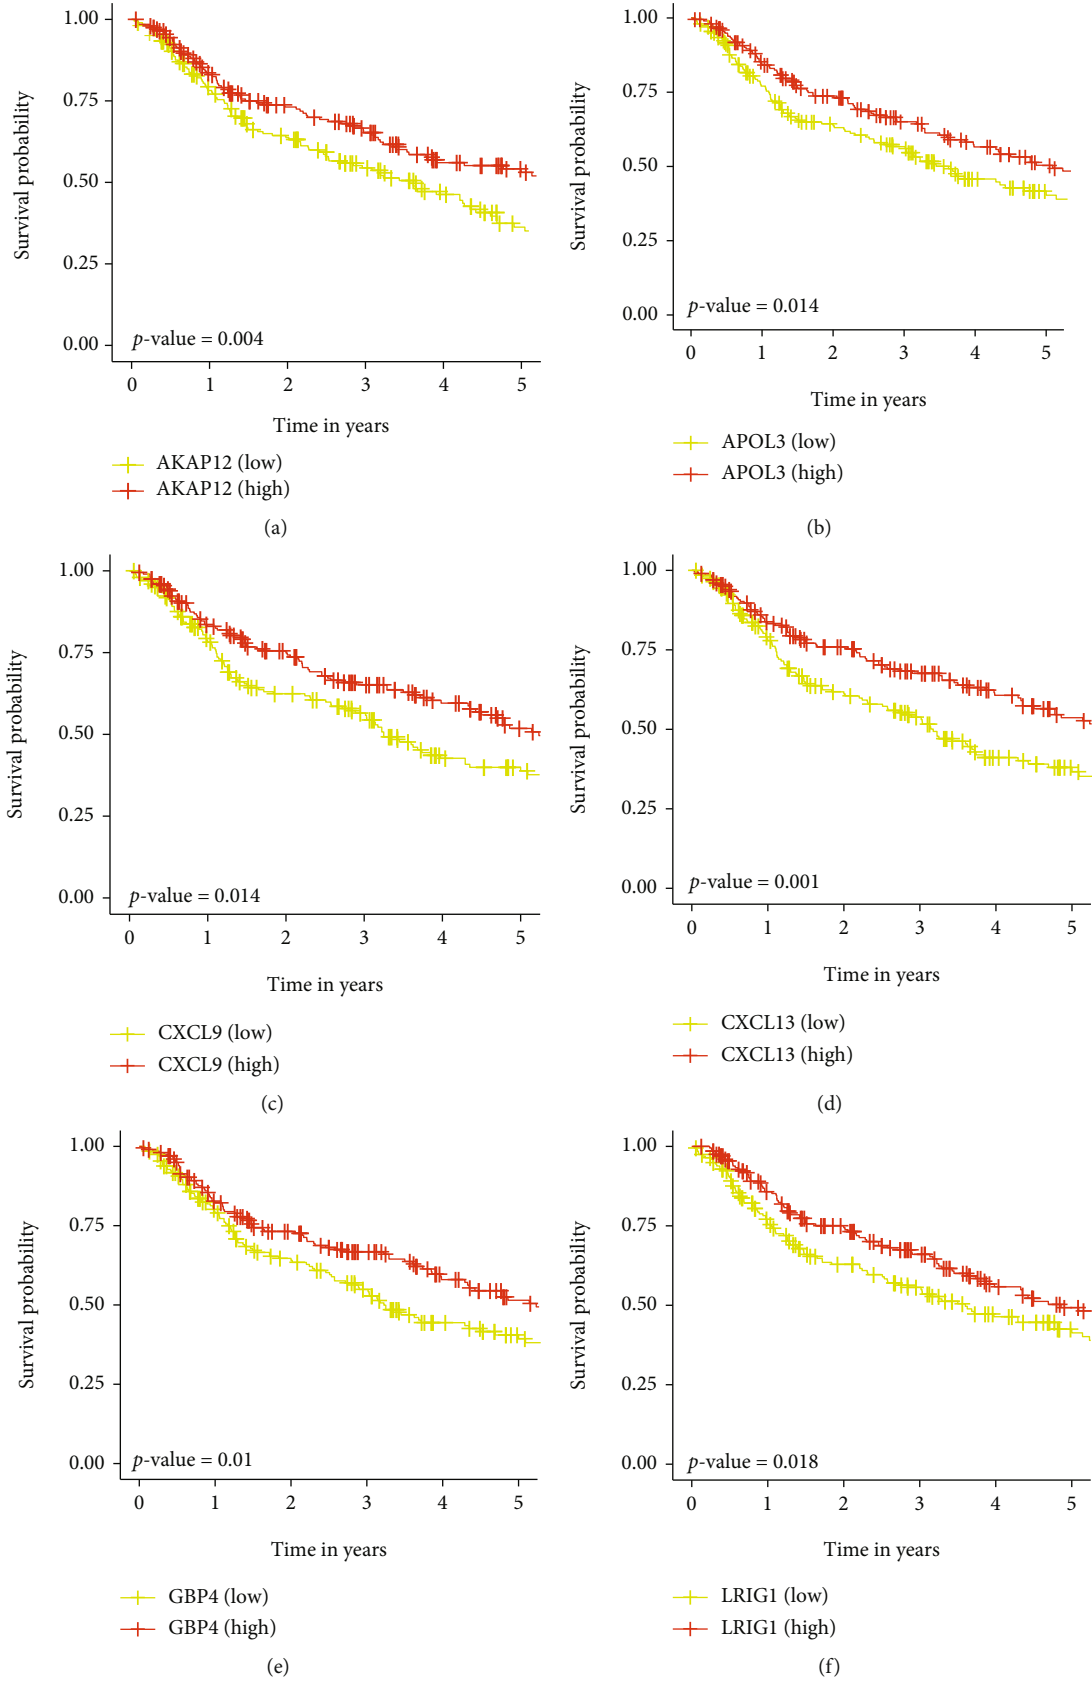 1.00
0.75
0.50
0.25
0.00
Survival probability
p-value = 0.004
0 1 2 3 4 5
Time in years
AKAP12 (low)
AKAP12 (high)
(a)
1.00
0.75
0.50
0.25
0.00
Survival probability
p-value = 0.014
0 1 2 3 4 5
Time in years
APOL3 (low)
APOL3 (high)
(b)
1.00
0.75
0.50
0.25
0.00
Survival probability
p-value = 0.014
0 1 2 3 4 5
Time in years
CXCL9 (low)
CXCL9 (high)
(c)
1.00
0.75
0.50
0.25
0.00
Survival probability
p-value = 0.001
0 1 2 3 4 5
Time in years
CXCL13 (low)
CXCL13 (high)
(d)
1.00
0.75
0.50
0.25
0.00
Survival probability
p-value = 0.01
0 1 2 3 4 5
Time in years
GBP4 (low)
GBP4 (high)
(e)
1.00
0.75
0.50
0.25
0.00
Survival probability
p-value = 0.018
0 1 2 3 4 5
Time in years
LRIG1 (low)
LRIG1 (high)
(f)